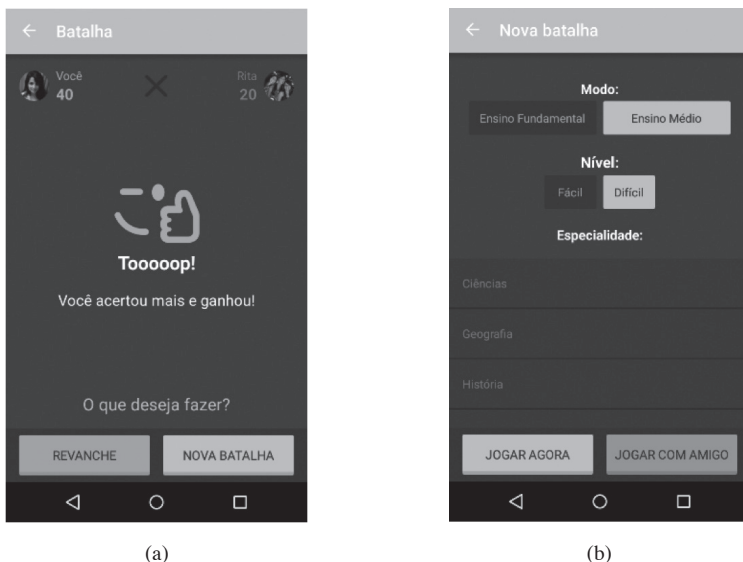 Batalha
Você
40
Rita
20
Tooooop!
Você acertou mais e ganhou!
O que deseja fazer?
REVANCHE
NOVA BATALHA
(a)
Nova batalha
Modo:
Ensino Fundamental
Ensino Médio
Nível:
Fácil
Difícil
Especialidade:
Ciências
Geografia
História
JOGAR AGORA
JOGAR COM AMIGO
(b)